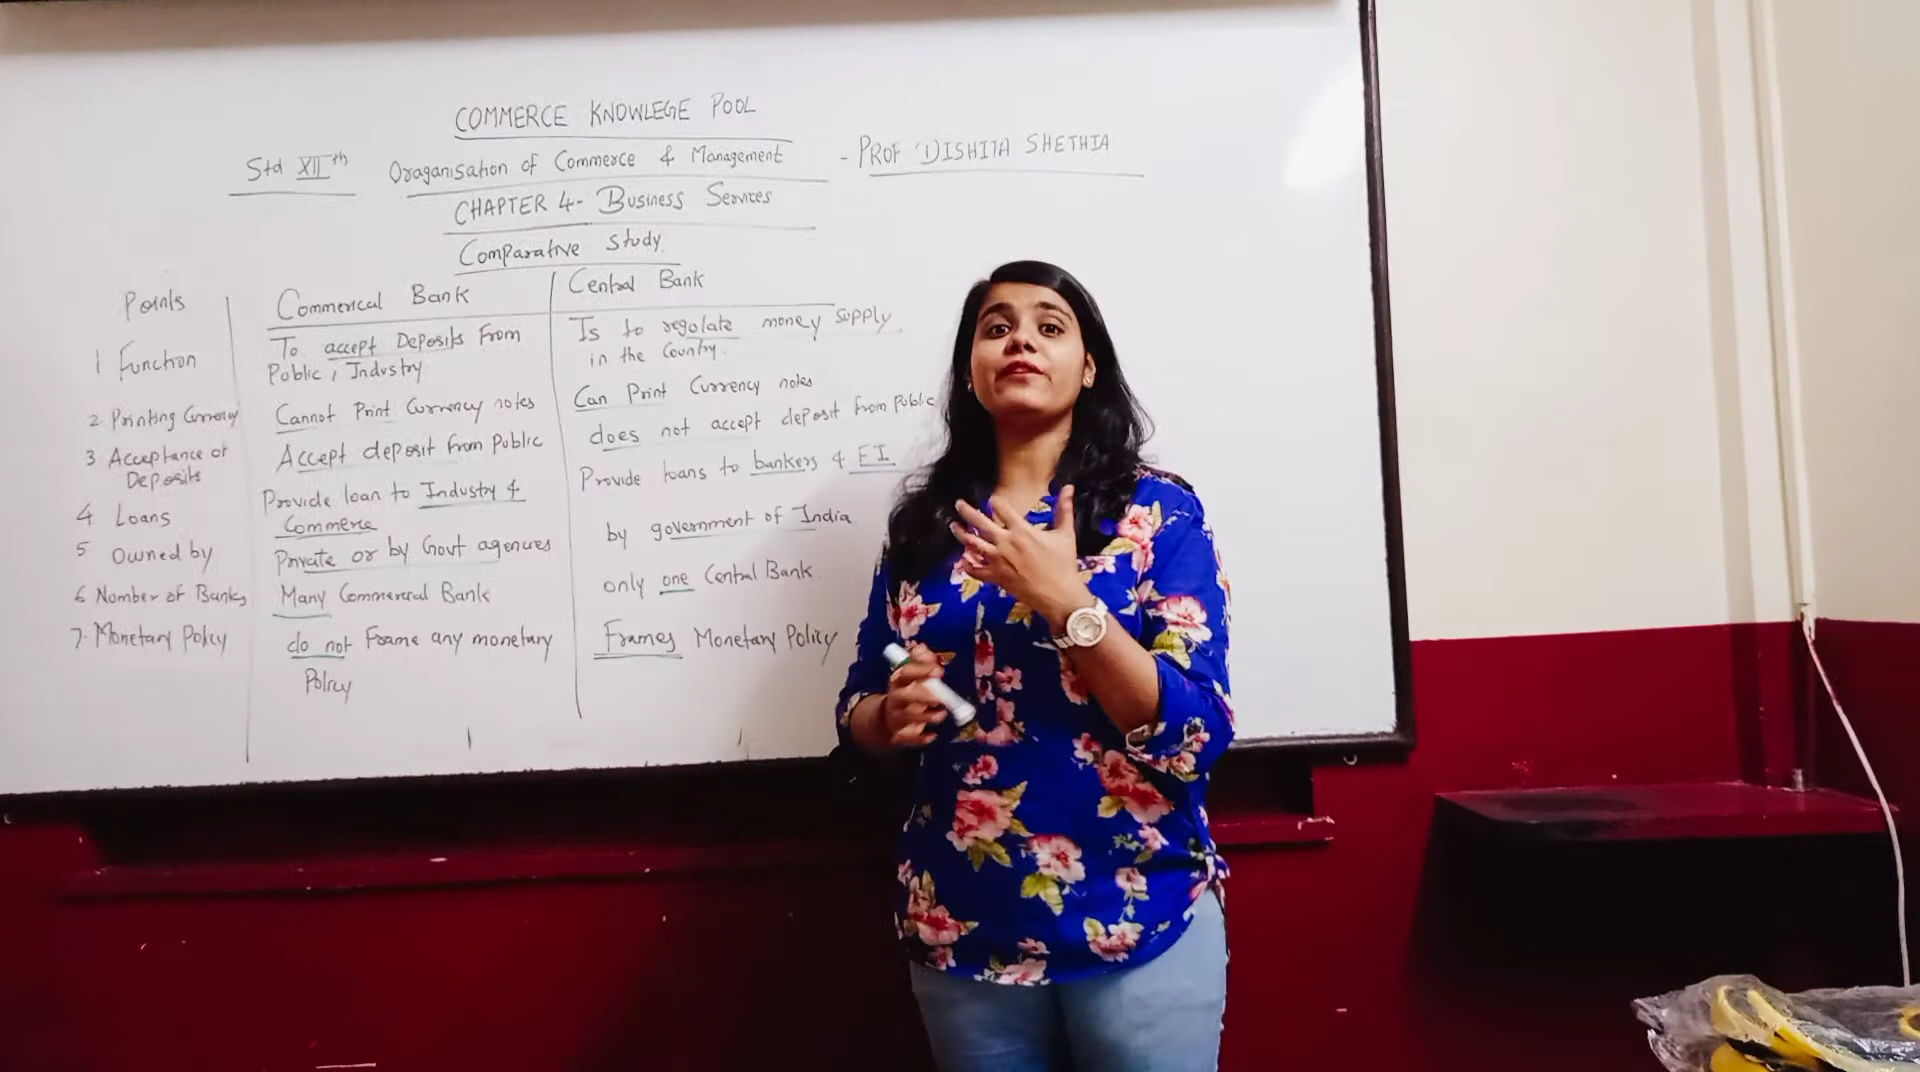 COMMERCE KNOWLEGE POOL
Std XIIth Oraganisation of Commerce & Management - PROF DISHITA SHETHIA
CHAPTER 4- Business Services
Comparative Study
Points Commerical Bank Central Bank
1 Function To accept Deposits From Public, Industry Is to regulate money supply in the Country.
2 Printing Currency Cannot Print Currency notes Can Print Currency notes
3 Acceptance of Deposits Accept deposit from Public does not accept deposit from Public
4 Loans Provide loan to Industry & Commerce Provide loans to bankers & FI
5 Owned by Private or by Govt agences by government of India
6 Number of Banks Many Commercial Bank only one Central Bank
7. Monetary Policy do not Frame any monetary Policy Frames Monetary Policy